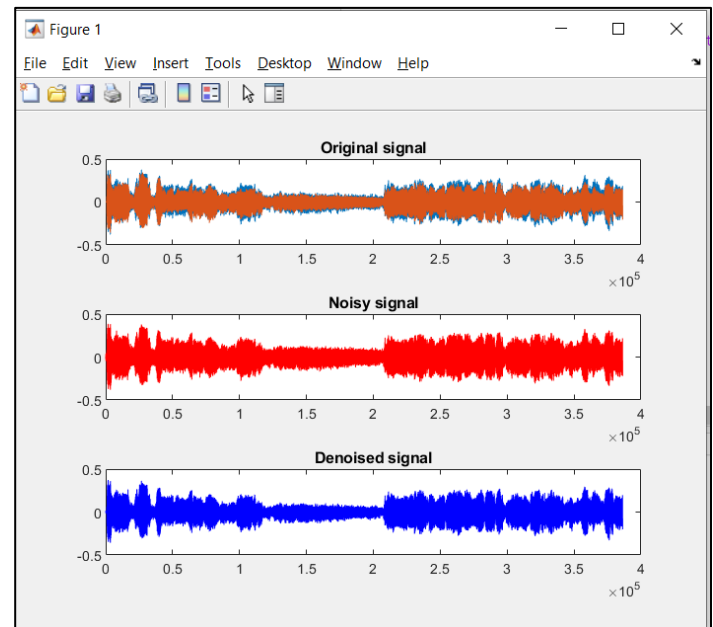 Figure 1
File Edit View Insert Tools Desktop Window Help
Original signal
0.5
0
-0.5
0 0.5 1 1.5 2 2.5 3 3.5 4
×10^5
Noisy signal
0.5
0
-0.5
0 0.5 1 1.5 2 2.5 3 3.5 4
×10^5
Denoised signal
0.5
0
-0.5
0 0.5 1 1.5 2 2.5 3 3.5 4
×10^5